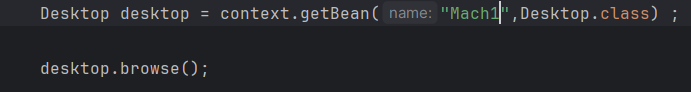 Desktop desktop = context.getBean( name: "Mach1",Desktop.class) ;
desktop.browse();